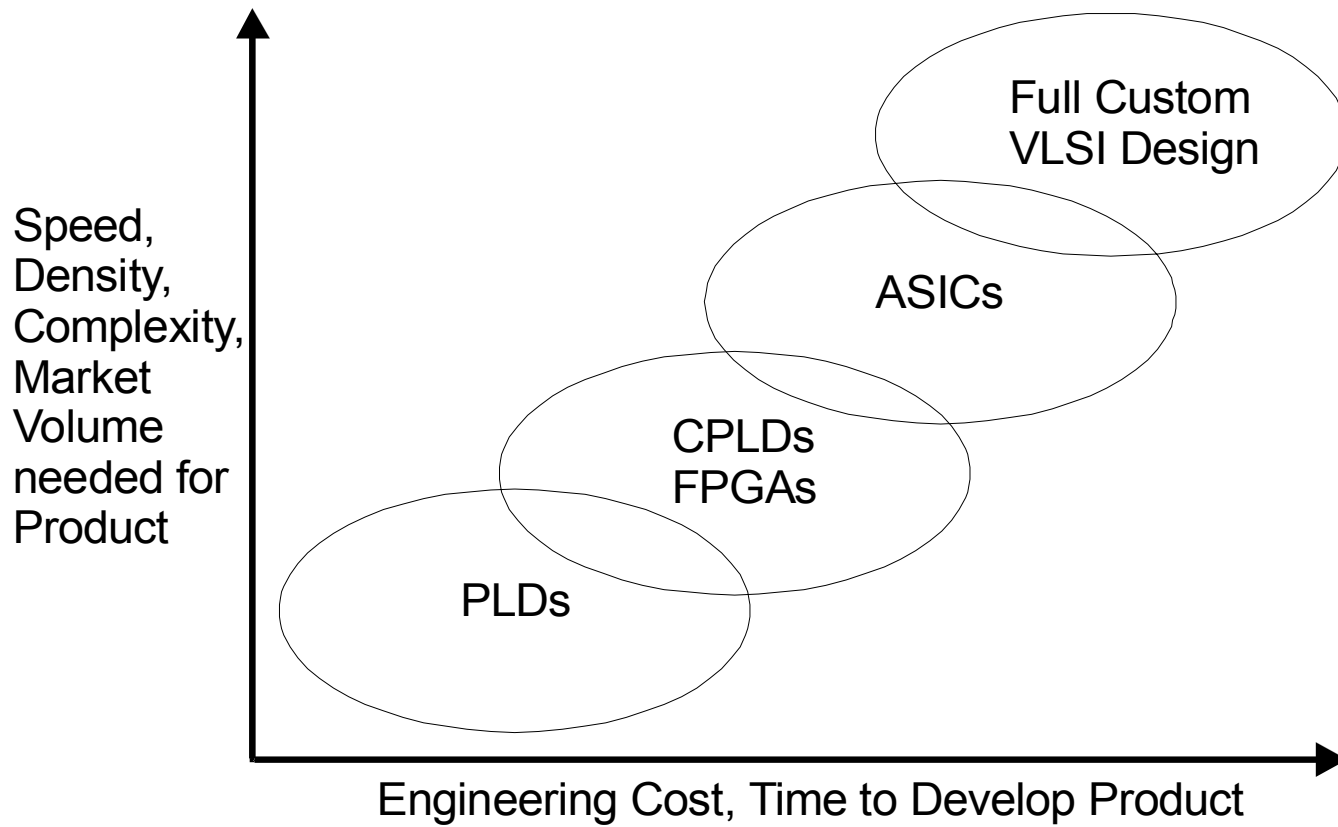 Full Custom
VLSI Design
Speed,
Density,
Complexity,
Market
Volume
needed for
Product
ASICs
CPLDs
FPGAs
PLDs
Engineering Cost, Time to Develop Product